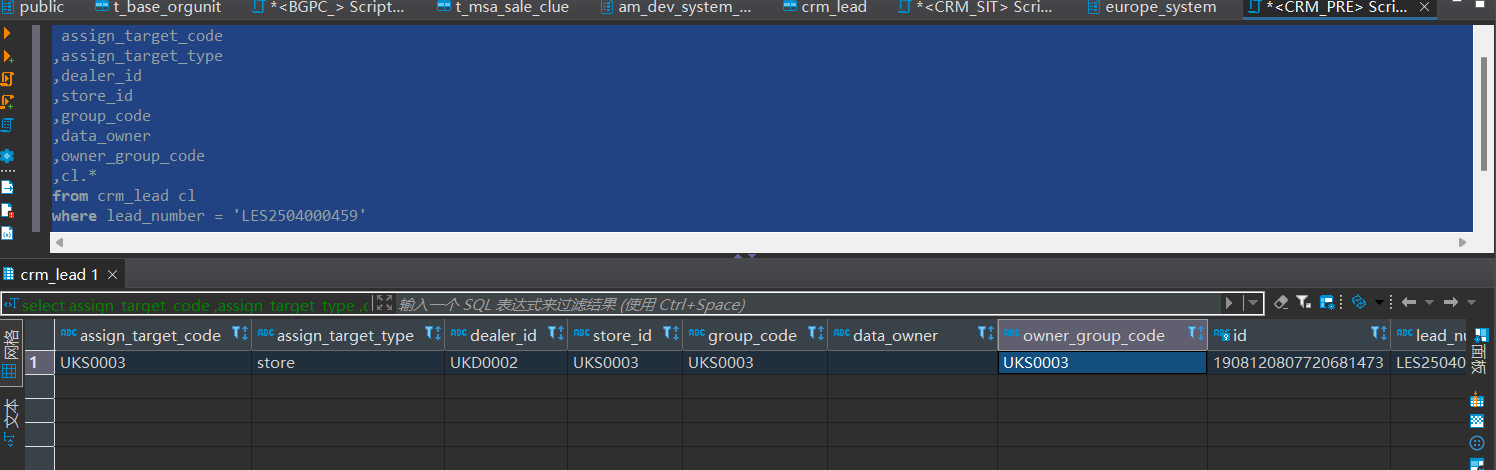 public t_base_orgunit *<BGPC_> Script... t_msa_sale_clue am_dev_system_... crm_lead *<CRM_SIT> Scri... europe_system *<CRM_PRE> Scri...
assign_target_code
,assign_target_type
,dealer_id
,store_id
,group_code
,data_owner
,owner_group_code
,cl.*
from crm_lead cl
where lead_number = 'LES2504000459'
crm_lead 1
select assign_target_code ,assign_target_type ,c 输入一个 SQL 表达式来过滤结果 (使用 Ctrl+Space)
网格
文本
assign_target_code assign_target_type dealer_id store_id group_code data_owner owner_group_code id lead_nu
1 UKS0003 store UKD0002 UKS0003 UKS0003 UKS0003 1908120807720681473 LES25040
面板